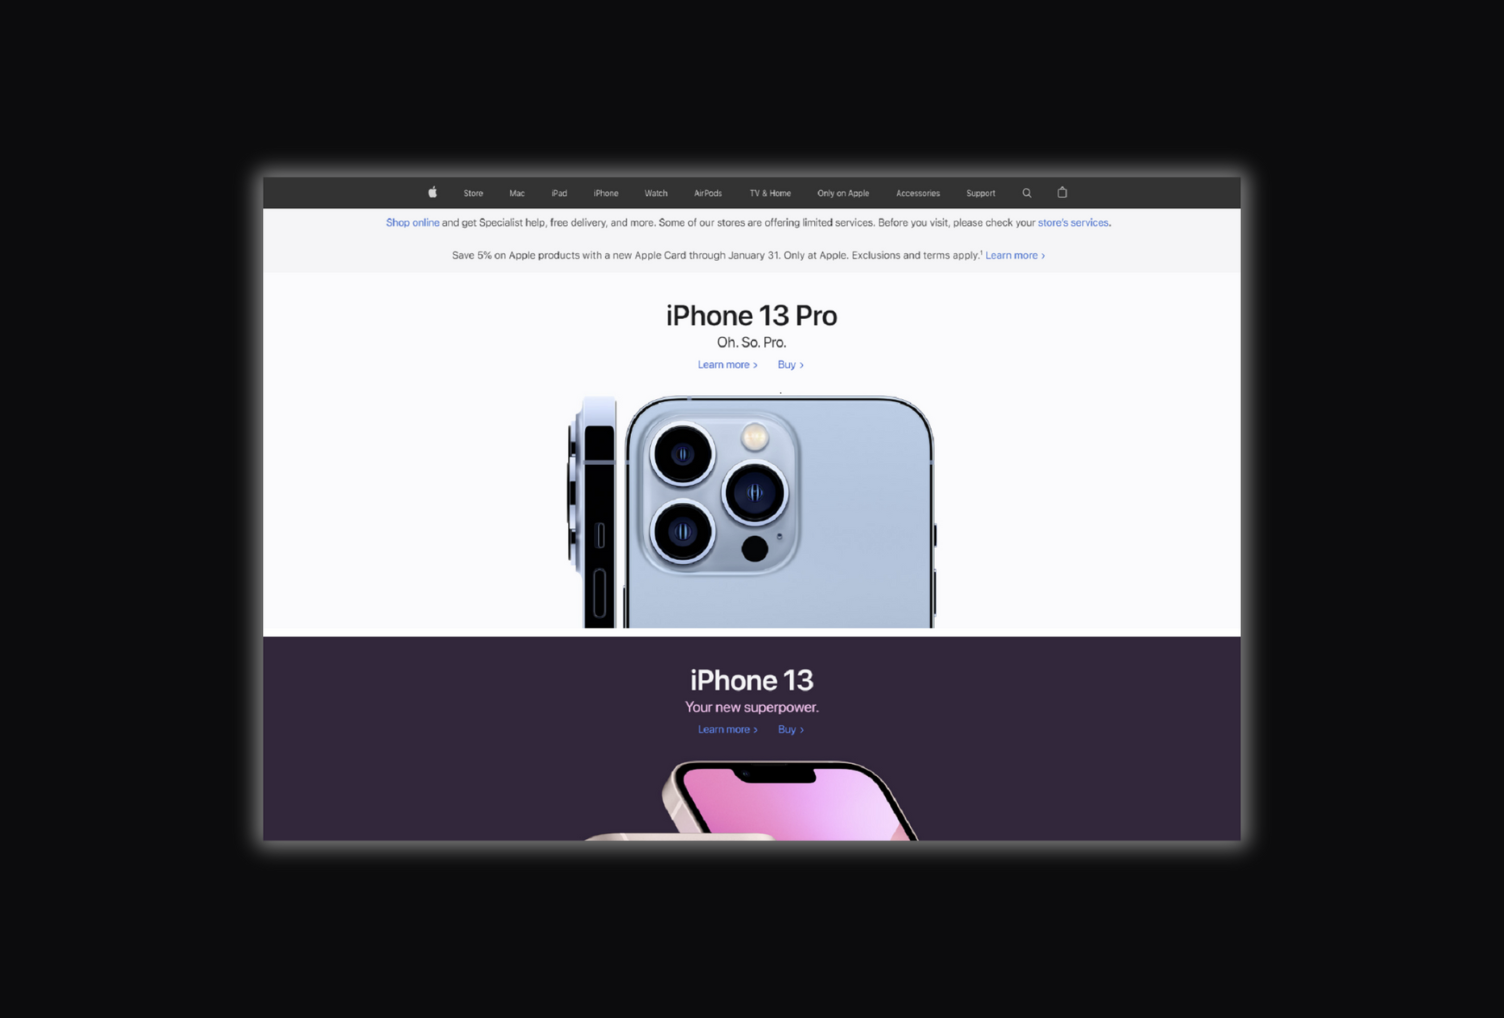 Store Mac iPad iPhone Watch AirPods TV & Home Only on Apple Accessories Support
Shop online and get Specialist help, free delivery, and more. Some of our stores are offering limited services. Before you visit, please check your store's services.
Save 5% on Apple products with a new Apple Card through January 31. Only at Apple. Exclusions and terms apply.¹ Learn more >
iPhone 13 Pro
Oh. So. Pro.
Learn more > Buy >
iPhone 13
Your new superpower.
Learn more > Buy >